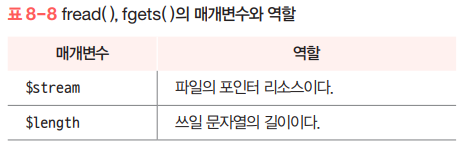 표 8-8 fread( ), fgets( )의 매개변수와 역할
매개변수 역할
$stream 파일의 포인터 리소스이다.
$length 쓰일 문자열의 길이이다.